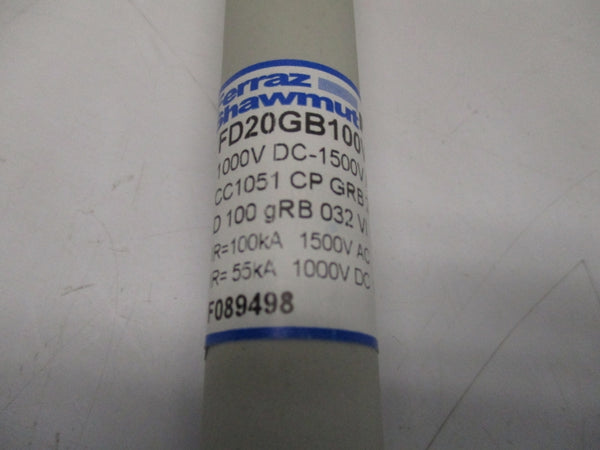 Ferraz
Shawmut
FD20GB100V
1000V DC-1500V
CC1051 CP GRB
D 100 gRB 032 V
IR=100kA 1500V AC
IR= 55kA 1000V DC
F089498